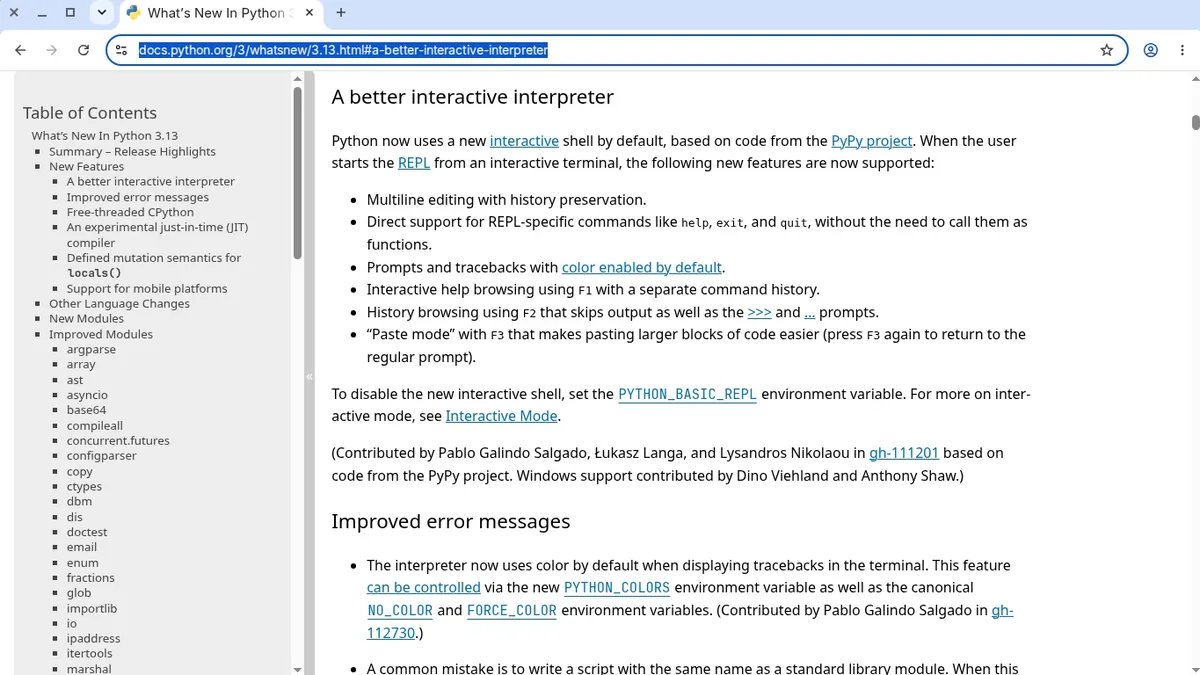 What's New In Python 3
docs.python.org/3/whatsnew/3.13.html#a-better-interactive-interpreter
Table of Contents
What's New In Python 3.13
Summary – Release Highlights
New Features
A better interactive interpreter
Improved error messages
Free-threaded CPython
An experimental just-in-time (JIT)
compiler
Defined mutation semantics for
locals()
Support for mobile platforms
Other Language Changes
New Modules
Improved Modules
argparse
array
ast
asyncio
base64
compileall
concurrent.futures
configparser
copy
ctypes
dbm
dis
doctest
email
enum
fractions
glob
importlib
io
ipaddress
itertools
marshal
«
A better interactive interpreter
Python now uses a new interactive shell by default, based on code from the PyPy project. When the user
starts the REPL from an interactive terminal, the following new features are now supported:
• Multiline editing with history preservation.
• Direct support for REPL-specific commands like help, exit, and quit, without the need to call them as
functions.
• Prompts and tracebacks with color enabled by default.
• Interactive help browsing using F1 with a separate command history.
• History browsing using F2 that skips output as well as the >>> and ... prompts.
• “Paste mode” with F3 that makes pasting larger blocks of code easier (press F3 again to return to the
regular prompt).
To disable the new interactive shell, set the PYTHON_BASIC_REPL environment variable. For more on inter-
active mode, see Interactive Mode.
(Contributed by Pablo Galindo Salgado, Łukasz Langa, and Lysandros Nikolaou in gh-111201 based on
code from the PyPy project. Windows support contributed by Dino Viehland and Anthony Shaw.)
Improved error messages
• The interpreter now uses color by default when displaying tracebacks in the terminal. This feature
can be controlled via the new PYTHON_COLORS environment variable as well as the canonical
NO_COLOR and FORCE_COLOR environment variables. (Contributed by Pablo Galindo Salgado in gh-
112730.)
• A common mistake is to write a script with the same name as a standard library module. When this